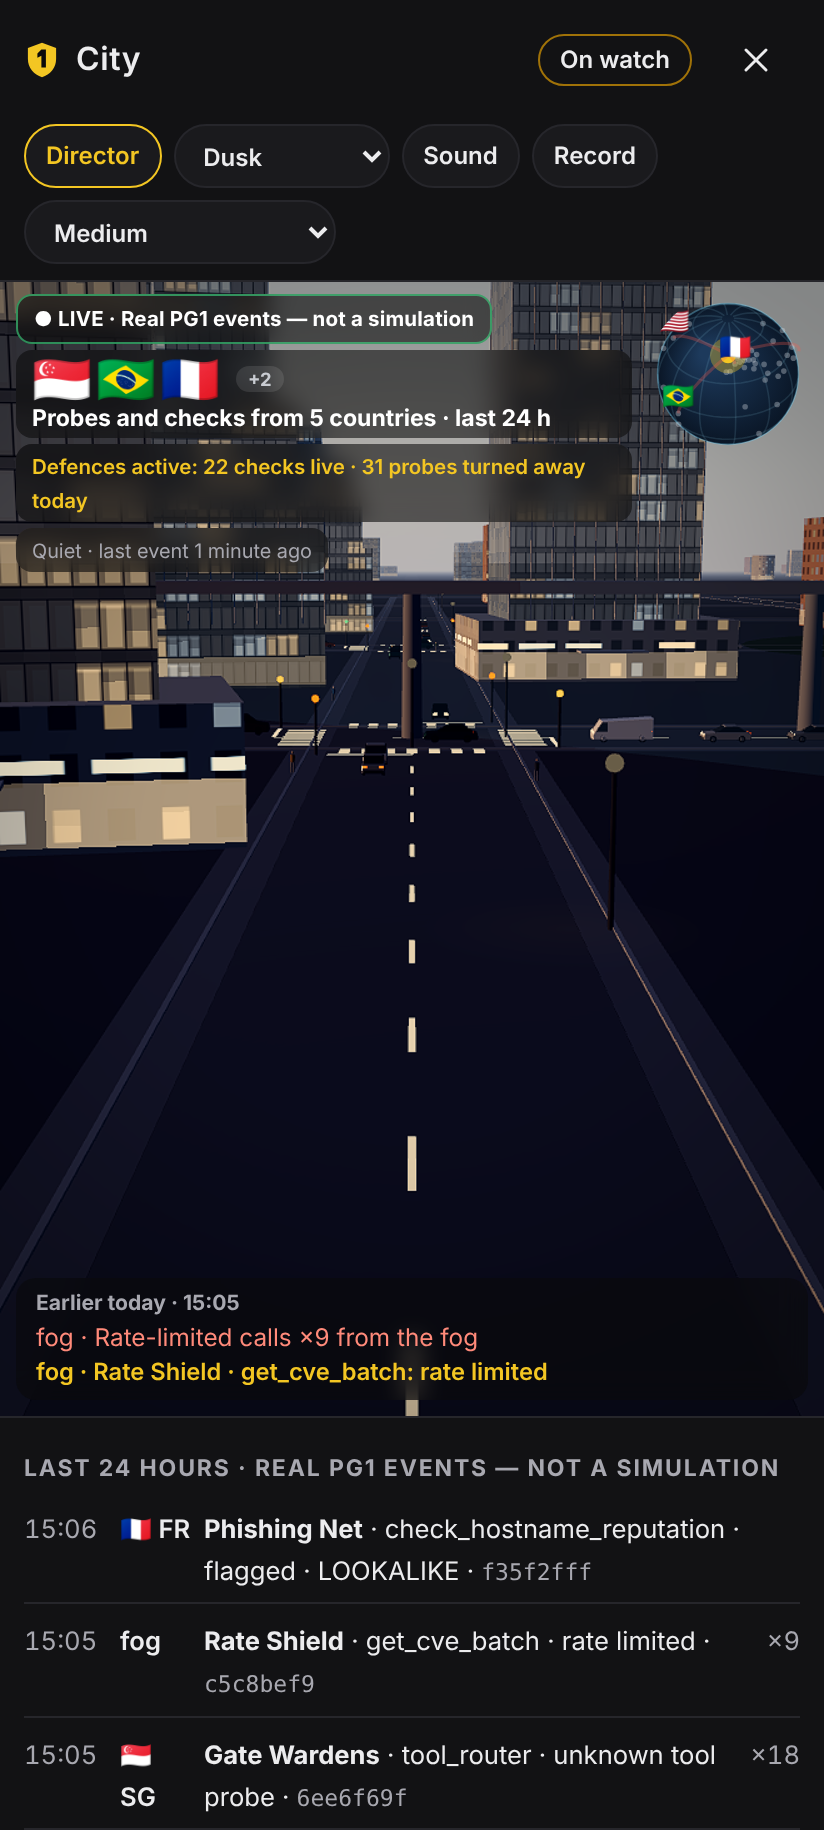 1 City
On watch
Director
Dusk
Sound
Record
Medium
LIVE · Real PG1 events — not a simulation
+2
Probes and checks from 5 countries · last 24 h
Defences active: 22 checks live · 31 probes turned away
today
Quiet · last event 1 minute ago
Earlier today · 15:05
fog · Rate-limited calls ×9 from the fog
fog · Rate Shield · get_cve_batch: rate limited
LAST 24 HOURS · REAL PG1 EVENTS — NOT A SIMULATION
15:06 FR Phishing Net · check_hostname_reputation ·
flagged · LOOKALIKE · f35f2fff
15:05 fog Rate Shield · get_cve_batch · rate limited · ×9
c5c8bef9
15:05 Gate Wardens · tool_router · unknown tool ×18
SG probe · 6ee6f69f